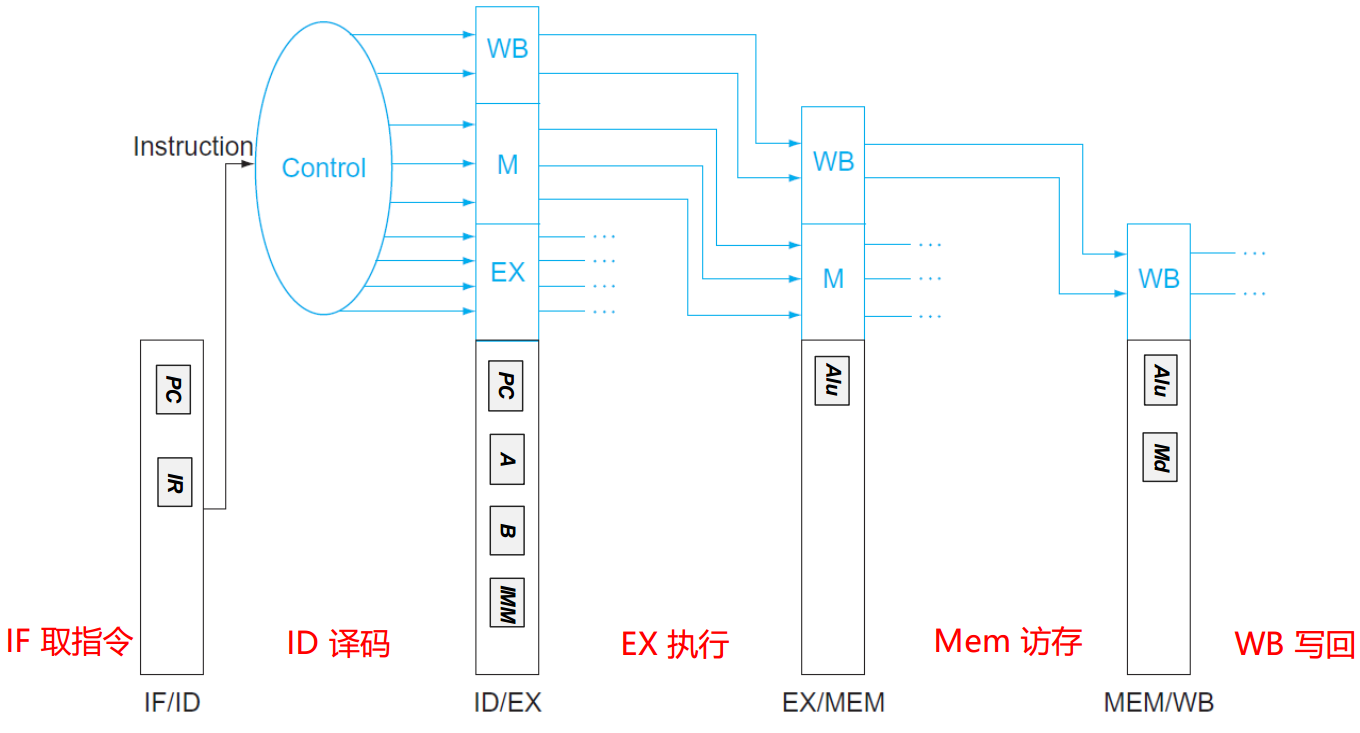 WB
Instruction
Control
M
EX
WB
M
WB
PC
IR
PC
A
B
IMM
Alu
Alu
Md
IF 取指令
ID 译码
EX 执行
Mem 访存
WB 写回
IF/ID
ID/EX
EX/MEM
MEM/WB